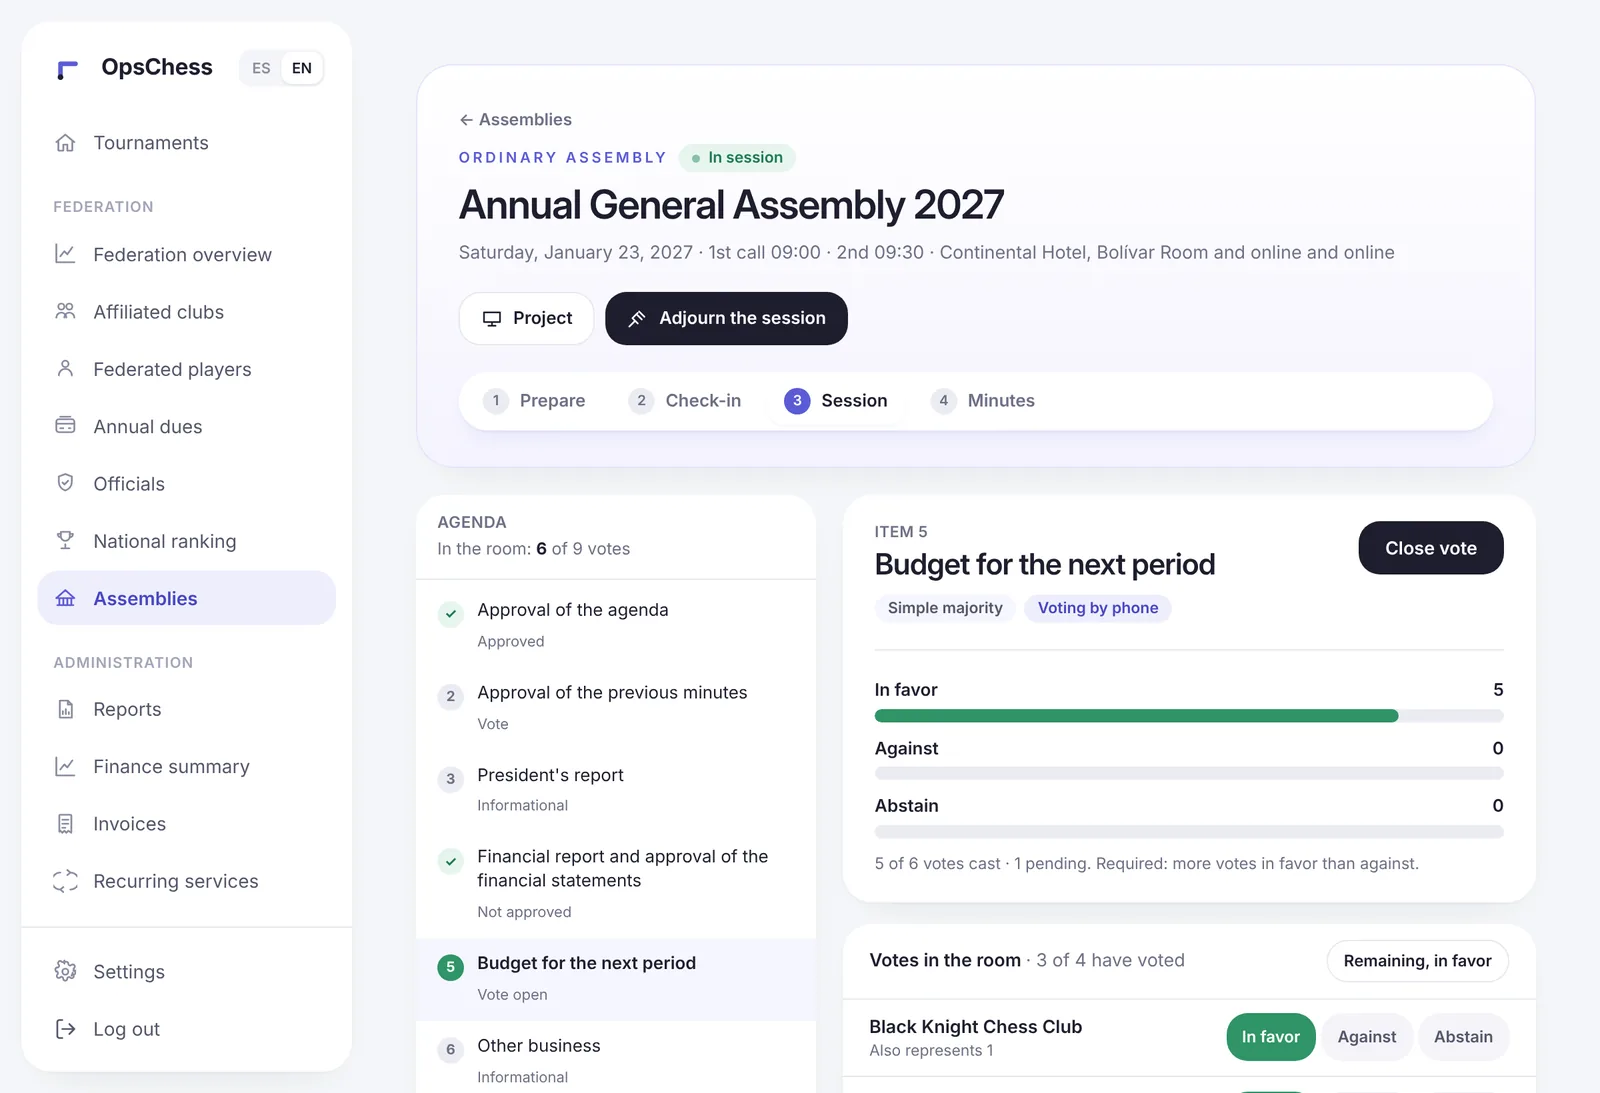 OpsChess
ES EN
Tournaments
FEDERATION
Federation overview
Affiliated clubs
Federated players
Annual dues
Officials
National ranking
Assemblies
ADMINISTRATION
Reports
Finance summary
Invoices
Recurring services
Settings
Log out
← Assemblies
ORDINARY ASSEMBLY In session
Annual General Assembly 2027
Saturday, January 23, 2027 · 1st call 09:00 · 2nd 09:30 · Continental Hotel, Bolívar Room and online and online
Project Adjourn the session
1 Prepare 2 Check-in 3 Session 4 Minutes
AGENDA
In the room: 6 of 9 votes
Approval of the agenda
Approved
2 Approval of the previous minutes
Vote
3 President's report
Informational
Financial report and approval of the
financial statements
Not approved
5 Budget for the next period
Vote open
6 Other business
Informational
ITEM 5
Budget for the next period
Close vote
Simple majority Voting by phone
In favor 5
Against 0
Abstain 0
5 of 6 votes cast · 1 pending. Required: more votes in favor than against.
Votes in the room · 3 of 4 have voted
Remaining, in favor
Black Knight Chess Club
Also represents 1
In favor Against Abstain